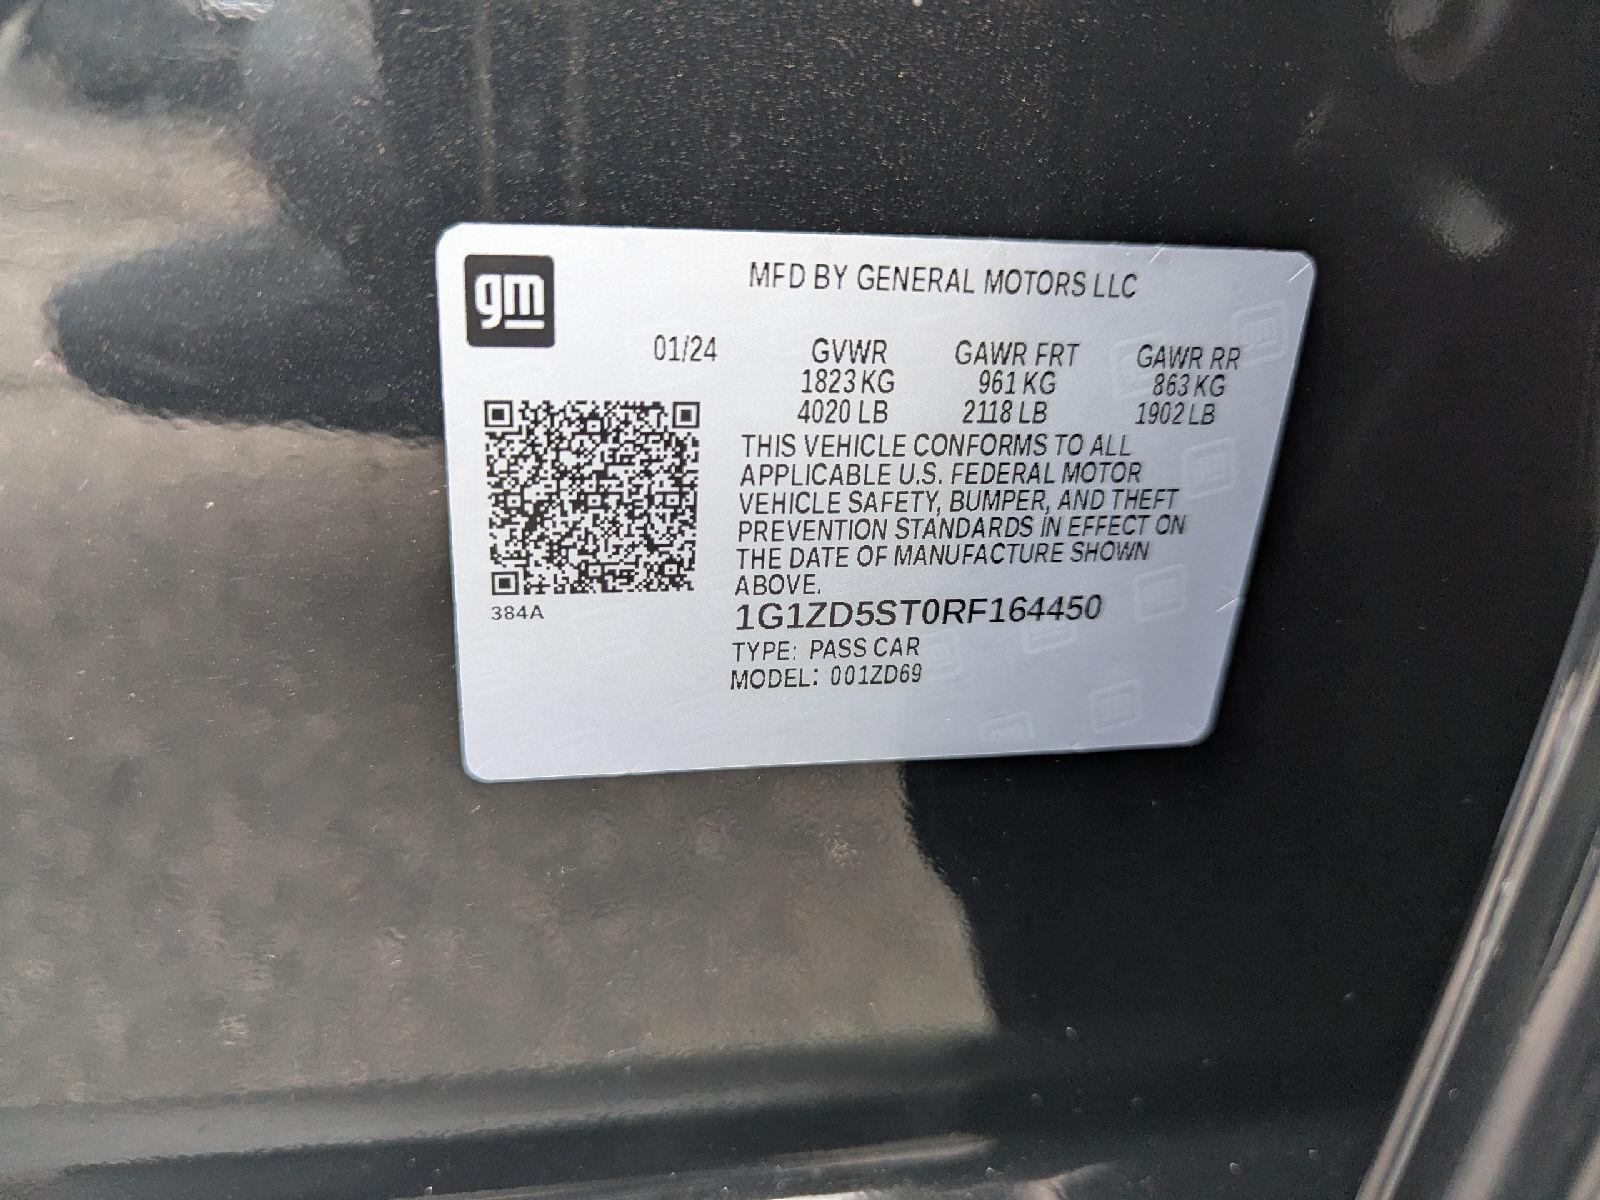 gm
MFD BY GENERAL MOTORS LLC
01/24 GVWR GAWR FRT GAWR RR
1823 KG 961 KG 863 KG
4020 LB 2118 LB 1902 LB
THIS VEHICLE CONFORMS TO ALL
APPLICABLE U.S. FEDERAL MOTOR
VEHICLE SAFETY, BUMPER, AND THEFT
PREVENTION STANDARDS IN EFFECT ON
THE DATE OF MANUFACTURE SHOWN
ABOVE.
384A
1G1ZD5ST0RF164450
TYPE: PASS CAR
MODEL: 001ZD69